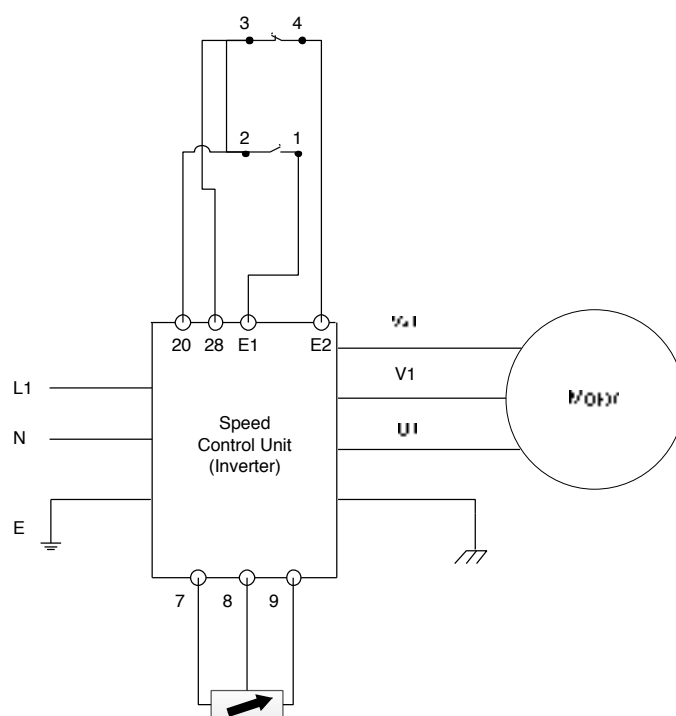 3 4
2 1
20 28 E1 E2
V1
L1
N
E
Speed
Control Unit
(Inverter)
7 8 9